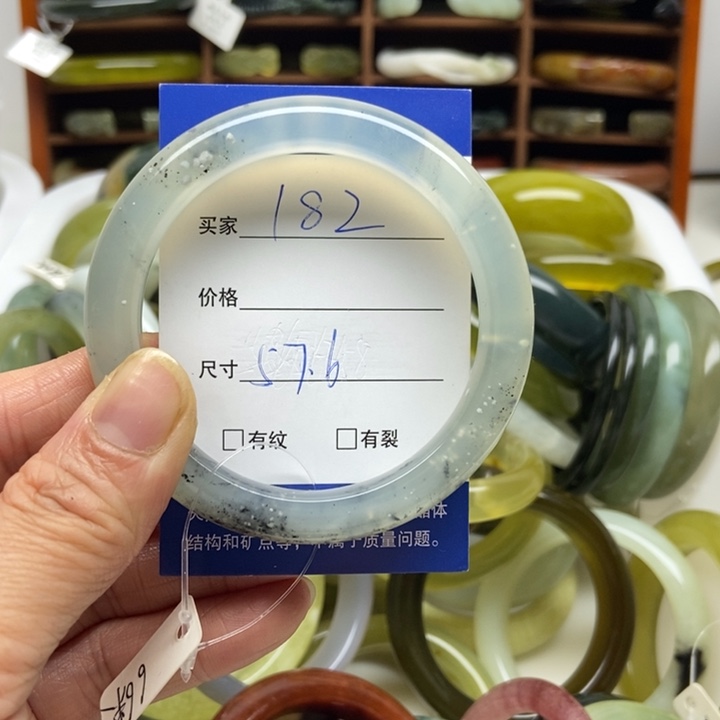 买家 182
价格
尺寸 57.6
□有纹 □有裂
结构和矿点等，不属于质量问题。
¥99